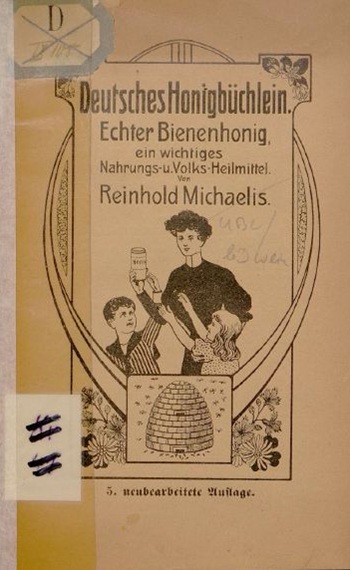 D
Deutsches Honigbüchlein.
Echter Bienenhonig,
ein wichtiges
Nahrungs-u. Volks-Heilmittel.
Von
Reinhold Michaelis.
5. neubearbeitete Auflage.